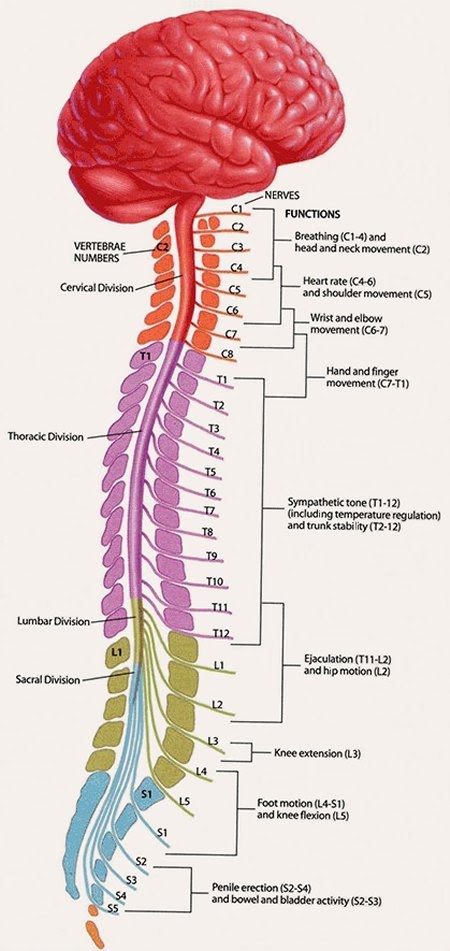 NERVES
C1
FUNCTIONS
C2
Breathing (C1-4) and
head and neck movement (C2)
VERTEBRAE
NUMBERS
C2
C3
C4
Cervical Division
C5
Heart rate (C4-6)
and shoulder movement (C5)
C6
Wrist and elbow
movement (C6-7)
C7
T1
C8
Hand and finger
movement (C7-T1)
T1
T2
T3
Thoracic Division
T4
T5
T6
T7
Sympathetic tone (T1-12)
(including temperature regulation)
and trunk stability (T2-12)
T8
T9
T10
T11
Lumbar Division
T12
L1
L1
Ejaculation (T11-L2)
and hip motion (L2)
Sacral Division
L2
L3
Knee extension (L3)
L4
S1
L5
Foot motion (L4-S1)
and knee flexion (L5)
S1
S2
S3
S4
S5
Penile erection (S2-S4)
and bowel and bladder activity (S2-S3)